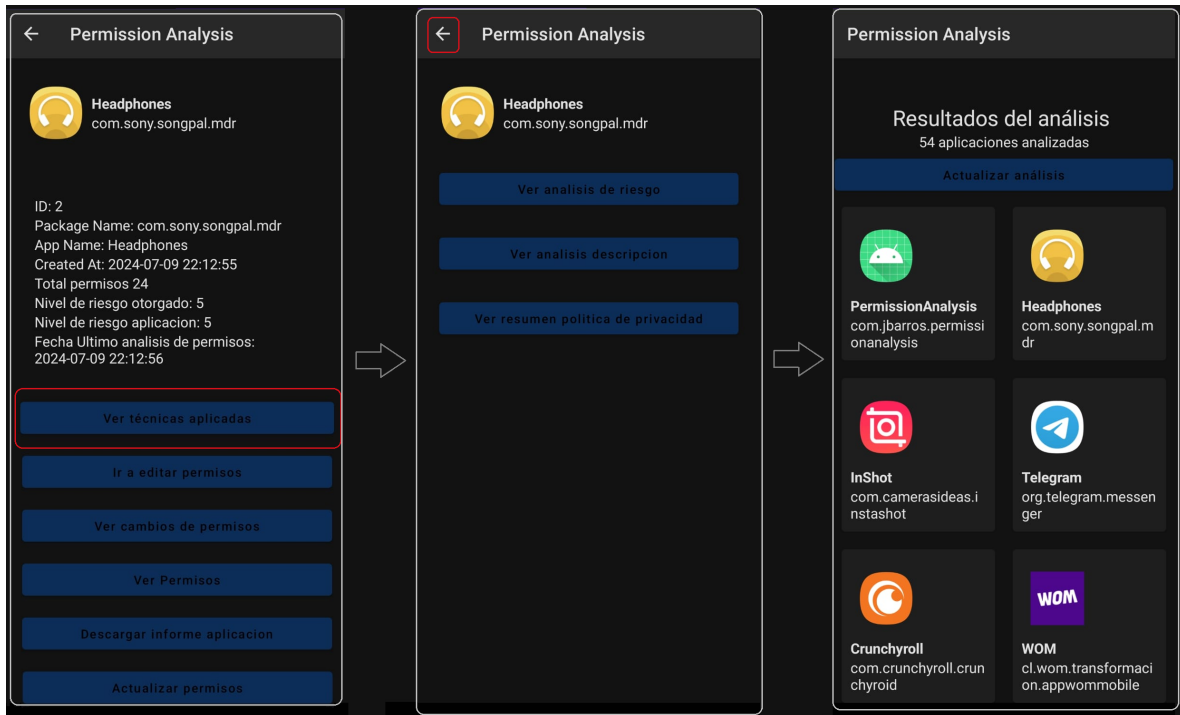 Permission Analysis
Headphones
com.sony.songpal.mdr
ID: 2
Package Name: com.sony.songpal.mdr
App Name: Headphones
Created At: 2024-07-09 22:12:55
Total permisos 24
Nivel de riesgo otorgado: 5
Nivel de riesgo aplicacion: 5
Fecha Ultimo analisis de permisos:
2024-07-09 22:12:56
Ver técnicas aplicadas
Ir a editar permisos
Ver cambios de permisos
Ver Permisos
Descargar informe aplicacion
Actualizar permisos
Permission Analysis
Headphones
com.sony.songpal.mdr
Ver analisis de riesgo
Ver analisis descripcion
Ver resumen politica de privacidad
Permission Analysis
Resultados del análisis
54 aplicaciones analizadas
Actualizar análisis
PermissionAnalysis
com.jbarros.permissi
onanalysis
Headphones
com.sony.songpal.m
dr
InShot
com.camerasideas.i
nstashot
Telegram
org.telegram.messen
ger
Crunchyroll
com.crunchyroll.crun
chyroid
WOM
WOM
cl.wom.transformaci
on.appwommobile